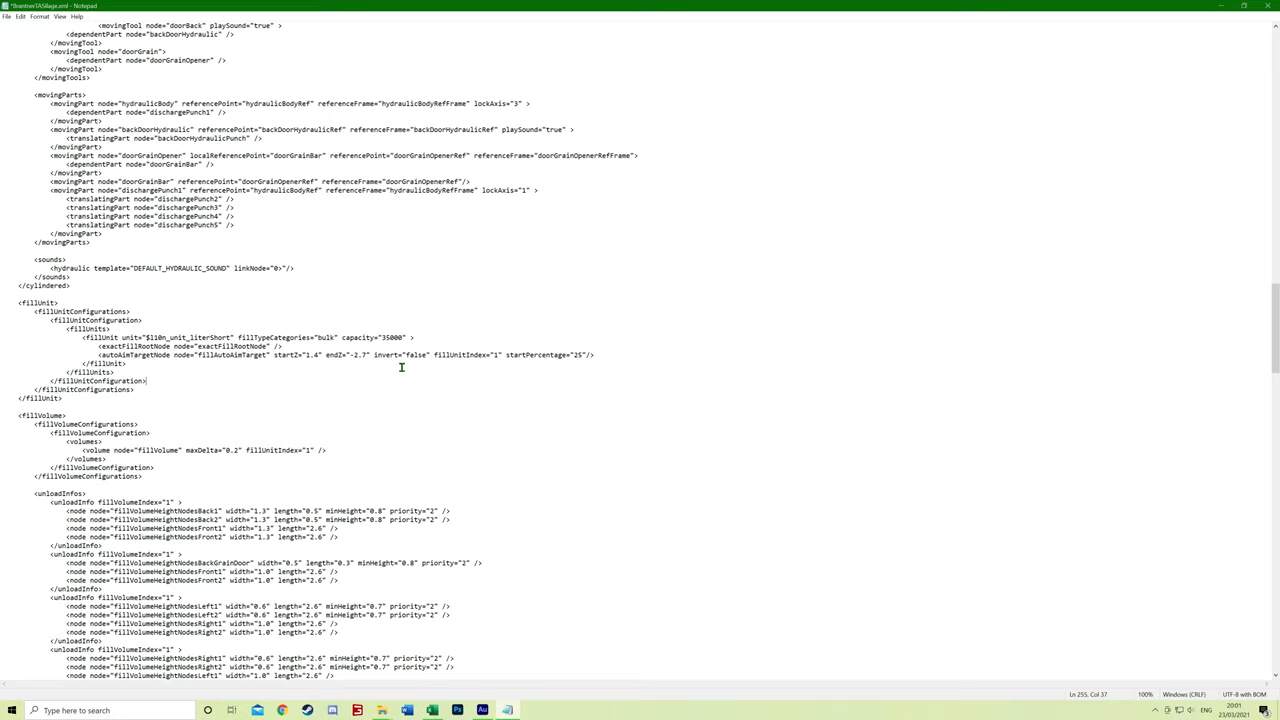 *BrantnerTASilage.xml - Notepad
File Edit Format View Help
<movingTool node="doorBack" playSound="true" >
<dependentPart node="backDoorHydraulic" />
</movingTool>
<movingTool node="doorGrain">
<dependentPart node="doorGrainOpener" />
</movingTool>
</movingTools>
<movingParts>
<movingPart node="hydraulicBody" referencePoint="hydraulicBodyRef" referenceFrame="hydraulicBodyRefFrame" lockAxis="3" >
<dependentPart node="dischargePunch1" />
</movingPart>
<movingPart node="backDoorHydraulic" referencePoint="backDoorHydraulicRef" referenceFrame="backDoorHydraulicRef" playSound="true" >
<translatingPart node="backDoorHydraulicPunch" />
</movingPart>
<movingPart node="doorGrainOpener" localReferencePoint="doorGrainBar" referencePoint="doorGrainOpenerRef" referenceFrame="doorGrainOpenerRefFrame">
<dependentPart node="doorGrainBar" />
</movingPart>
<movingPart node="doorGrainBar" referencePoint="doorGrainOpenerRef" referenceFrame="doorGrainOpenerRef"/>
<movingPart node="dischargePunch1" referencePoint="hydraulicBodyRef" referenceFrame="hydraulicBodyRefFrame" lockAxis="1" >
<translatingPart node="dischargePunch2" />
<translatingPart node="dischargePunch3" />
<translatingPart node="dischargePunch4" />
<translatingPart node="dischargePunch5" />
</movingPart>
</movingParts>
<sounds>
<hydraulic template="DEFAULT_HYDRAULIC_SOUND" linkNode="0>"/>
</sounds>
</cylindered>
<fillUnit>
<fillUnitConfigurations>
<fillUnitConfiguration>
<fillUnits>
<fillUnit unit="$l10n_unit_literShort" fillTypeCategories="bulk" capacity="35000" >
<exactFillRootNode node="exactFillRootNode" />
<autoAimTargetNode node="fillAutoAimTarget" startZ="1.4" endZ="-2.7" invert="false" fillUnitIndex="1" startPercentage="25"/>
</fillUnit>
</fillUnits>
</fillUnitConfiguration>
</fillUnitConfigurations>
</fillUnit>
<fillVolume>
<fillVolumeConfigurations>
<fillVolumeConfiguration>
<volumes>
<volume node="fillVolume" maxDelta="0.2" fillUnitIndex="1" />
</volumes>
</fillVolumeConfiguration>
</fillVolumeConfigurations>
<unloadInfos>
<unloadInfo fillVolumeIndex="1" >
<node node="fillVolumeHeightNodesBack1" width="1.3" length="0.5" minHeight="0.8" priority="2" />
<node node="fillVolumeHeightNodesBack2" width="1.3" length="0.5" minHeight="0.8" priority="2" />
<node node="fillVolumeHeightNodesFront1" width="1.3" length="2.6" />
<node node="fillVolumeHeightNodesFront2" width="1.3" length="2.6" />
</unloadInfo>
<unloadInfo fillVolumeIndex="1" >
<node node="fillVolumeHeightNodesBackGrainDoor" width="0.5" length="0.3" minHeight="0.8" priority="2" />
<node node="fillVolumeHeightNodesFront1" width="1.0" length="2.6" />
<node node="fillVolumeHeightNodesFront2" width="1.0" length="2.6" />
</unloadInfo>
<unloadInfo fillVolumeIndex="1" >
<node node="fillVolumeHeightNodesLeft1" width="0.6" length="2.6" minHeight="0.7" priority="2" />
<node node="fillVolumeHeightNodesLeft2" width="0.6" length="2.6" minHeight="0.7" priority="2" />
<node node="fillVolumeHeightNodesRight1" width="1.0" length="2.6" />
<node node="fillVolumeHeightNodesRight2" width="1.0" length="2.6" />
</unloadInfo>
<unloadInfo fillVolumeIndex="1" >
<node node="fillVolumeHeightNodesRight1" width="0.6" length="2.6" minHeight="0.7" priority="2" />
<node node="fillVolumeHeightNodesRight2" width="0.6" length="2.6" minHeight="0.7" priority="2" />
<node node="fillVolumeHeightNodesLeft1" width="1.0" length="2.6" />
Ln 255, Col 37 100% Windows (CRLF) UTF-8 with BOM
Type here to search
ENG
20:01
23/03/2021